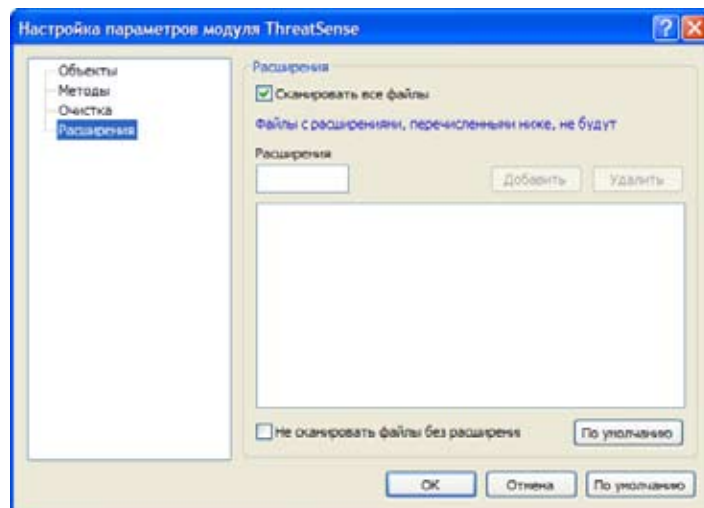 Настройка параметров модуля ThreatSense
Объекты
Методы
Очистка
Расширения
Расширения
Сканировать все файлы
Файлы с расширениями, перечисленными ниже, не будут
Расширения
Добавить
Удалить
Не сканировать файлы без расширени
По умолчанию
OK
Отмена
По умолчанию